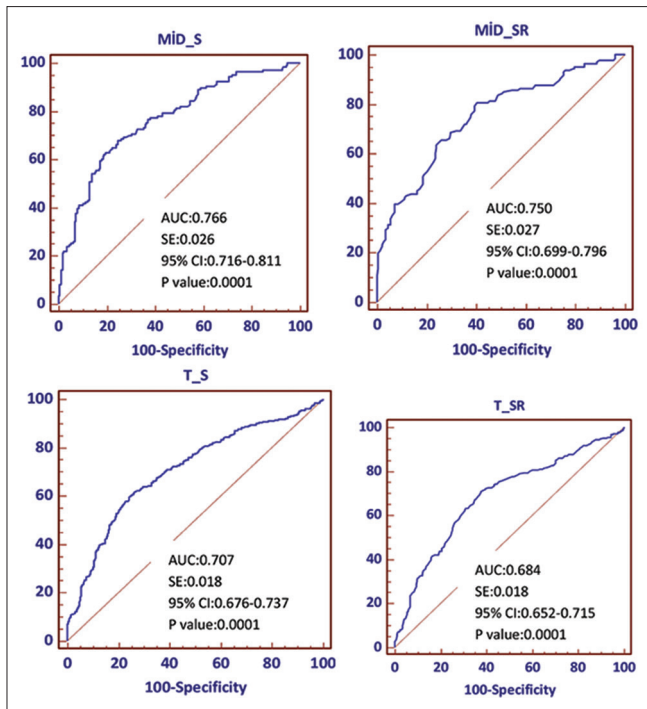 MİD_S
100
80
60
40
20
0
AUC:0.766
SE:0.026
95% CI:0.716-0.811
P value:0.0001
0 20 40 60 80 100
100-Specificity
MİD_SR
100
80
60
40
20
0
AUC:0.750
SE:0.027
95% CI:0.699-0.796
P value:0.0001
0 20 40 60 80 100
100-Specificity
T_S
100
80
60
40
20
0
AUC:0.707
SE:0.018
95% CI:0.676-0.737
P value:0.0001
0 20 40 60 80 100
100-Specificity
T_SR
100
80
60
40
20
0
AUC:0.684
SE:0.018
95% CI:0.652-0.715
P value:0.0001
0 20 40 60 80 100
100-Specificity